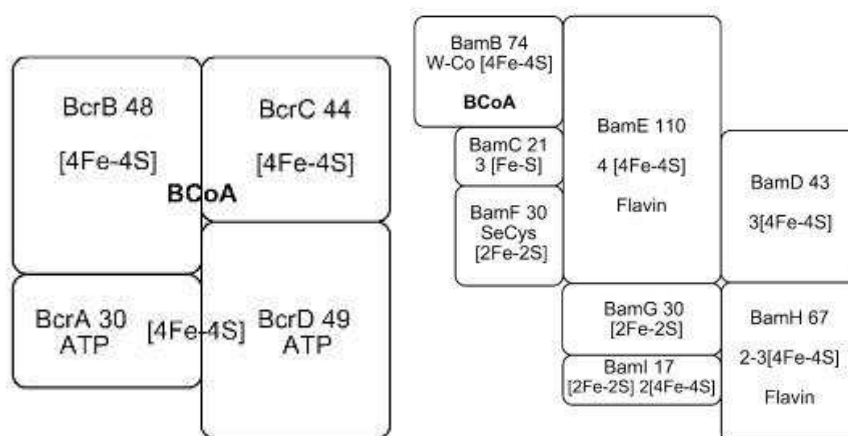 BcrB 48
[4Fe-4S]
BcrC 44
[4Fe-4S]
BCoA
BcrA 30
ATP
[4Fe-4S]
BcrD 49
ATP
BamB 74
W-Co [4Fe-4S]
BCoA
BamC 21
3 [Fe-S]
BamF 30
SeCys
[2Fe-2S]
BamE 110
4 [4Fe-4S]
Flavin
BamD 43
3[4Fe-4S]
BamG 30
[2Fe-2S]
BamI 17
[2Fe-2S] 2[4Fe-4S]
BamH 67
2-3[4Fe-4S]
Flavin